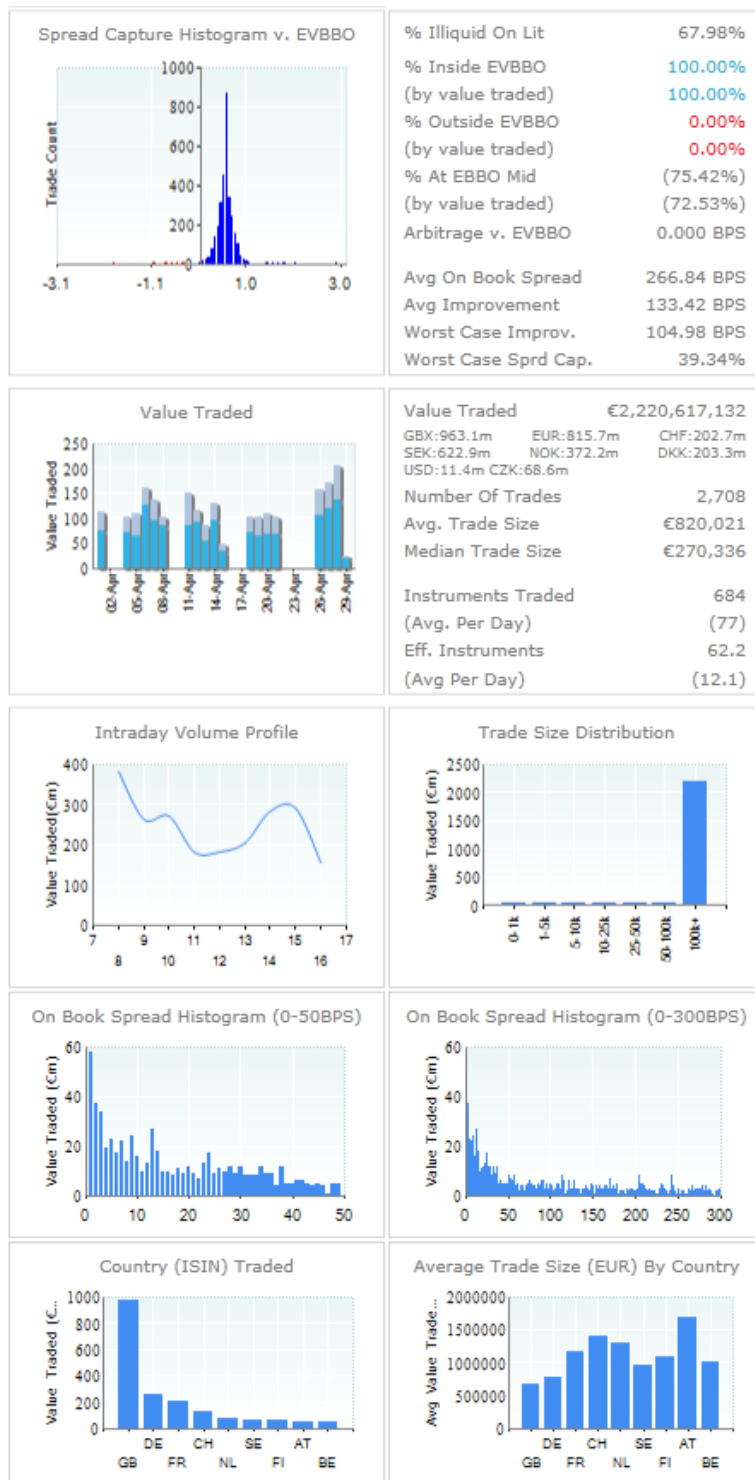 Spread Capture Histogram v. EVBBO
Trade Count
1000
800
600
400
200
0
-3.1
-1.1
1.0
3.0
% Illiquid On Lit 67.98%
% Inside EVBBO 100.00%
(by value traded) 100.00%
% Outside EVBBO 0.00%
(by value traded) 0.00%
% At EBBO Mid (75.42%)
(by value traded) (72.53%)
Arbitrage v. EVBBO 0.000 BPS
Avg On Book Spread 266.84 BPS
Avg Improvement 133.42 BPS
Worst Case Improv. 104.98 BPS
Worst Case Sprd Cap. 39.34%
Value Traded
Value Traded
250
200
150
100
50
0
02-Apr
05-Apr
08-Apr
11-Apr
14-Apr
17-Apr
20-Apr
23-Apr
26-Apr
29-Apr
Value Traded €2,220,617,132
GBX:963.1m EUR:815.7m CHF:202.7m
SEK:622.9m NOK:372.2m DKK:203.3m
USD:11.4m CZK:68.6m
Number Of Trades 2,708
Avg. Trade Size €820,021
Median Trade Size €270,336
Instruments Traded 684
(Avg. Per Day) (77)
Eff. Instruments 62.2
(Avg Per Day) (12.1)
Intraday Volume Profile
Value Traded(€m)
400
300
200
100
0
7 9 11 13 15 17
8 10 12 14 16
Trade Size Distribution
Value Traded (€m)
2500
2000
1500
1000
500
0
0-1k
1-5k
5-10k
10-25k
25-50k
50-100k
100k+
On Book Spread Histogram (0-50BPS)
Value Traded (€m)
60
40
20
0
0 10 20 30 40 50
On Book Spread Histogram (0-300BPS)
Value Traded (€m)
60
40
20
0
0 50 100 150 200 250 300
Country (ISIN) Traded
Value Traded (€...
1000
800
600
400
200
0
DE CH SE AT
GB FR NL FI BE
Average Trade Size (EUR) By Country
Avg Value Trade...
2000000
1500000
1000000
500000
0
DE CH SE AT
GB FR NL FI BE